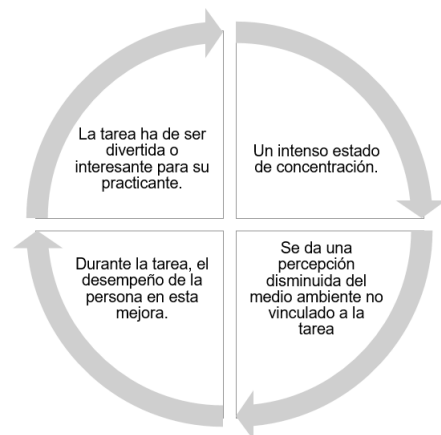 La tarea ha de ser
divertida o
interesante para su
practicante.
Un intenso estado
de concentración.
Durante la tarea, el
desempeño de la
persona en esta
mejora.
Se da una
percepción
disminuida del
medio ambiente no
vinculado a la
tarea